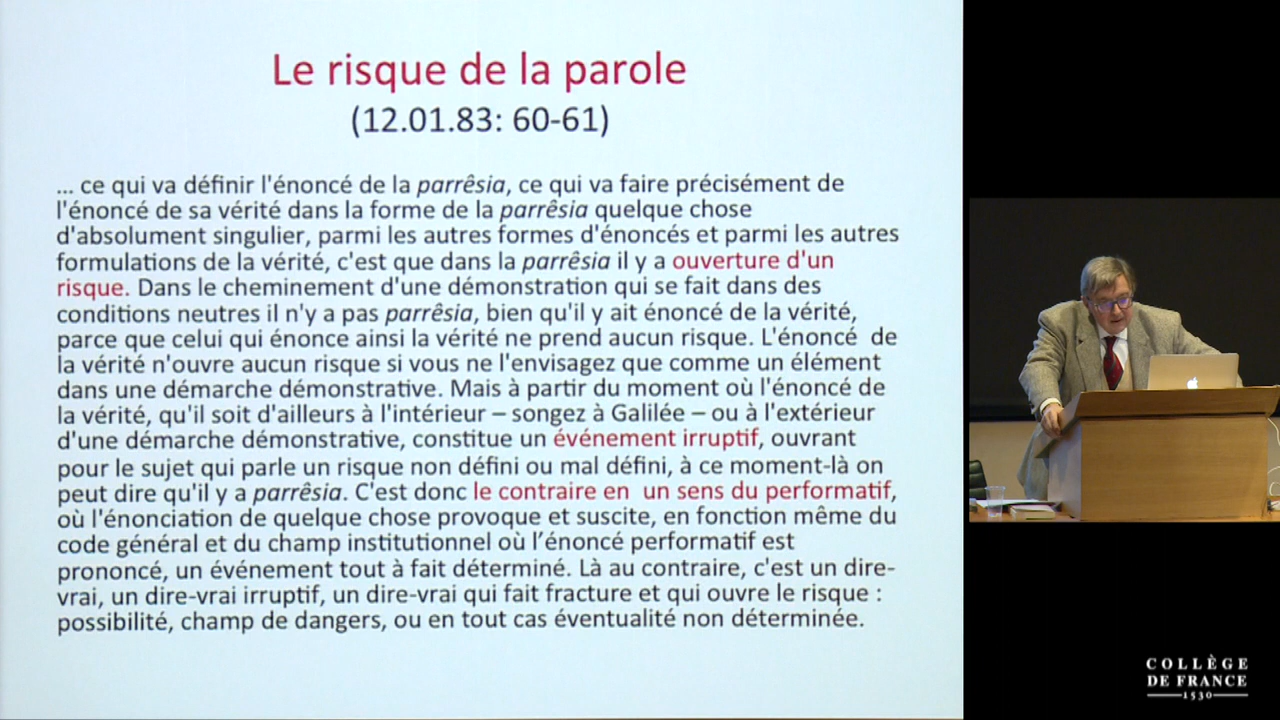 Le risque de la parole
(12.01.83: 60-61)
... ce qui va définir l'énoncé de la parrêsia, ce qui va faire précisément de
l'énoncé de sa vérité dans la forme de la parrêsia quelque chose
d'absolument singulier, parmi les autres formes d'énoncés et parmi les autres
formulations de la vérité, c'est que dans la parrêsia il y a ouverture d'un
risque. Dans le cheminement d'une démonstration qui se fait dans des
conditions neutres il n'y a pas parrêsia, bien qu'il y ait énoncé de la vérité,
parce que celui qui énonce ainsi la vérité ne prend aucun risque. L'énoncé de
la vérité n'ouvre aucun risque si vous ne l'envisagez que comme un élément
dans une démarche démonstrative. Mais à partir du moment où l'énoncé de
la vérité, qu'il soit d'ailleurs à l'intérieur – songez à Galilée – ou à l'extérieur
d'une démarche démonstrative, constitue un événement irruptif, ouvrant
pour le sujet qui parle un risque non défini ou mal défini, à ce moment-là on
peut dire qu'il y a parrêsia. C'est donc le contraire en un sens du performatif,
où l'énonciation de quelque chose provoque et suscite, en fonction même du
code général et du champ institutionnel où l'énoncé performatif est
prononcé, un événement tout à fait déterminé. Là au contraire, c'est un dire-
vrai, un dire-vrai irruptif, un dire-vrai qui fait fracture et qui ouvre le risque :
possibilité, champ de dangers, ou en tout cas éventualité non déterminée.
COLLÈGE
DE FRANCE
1530